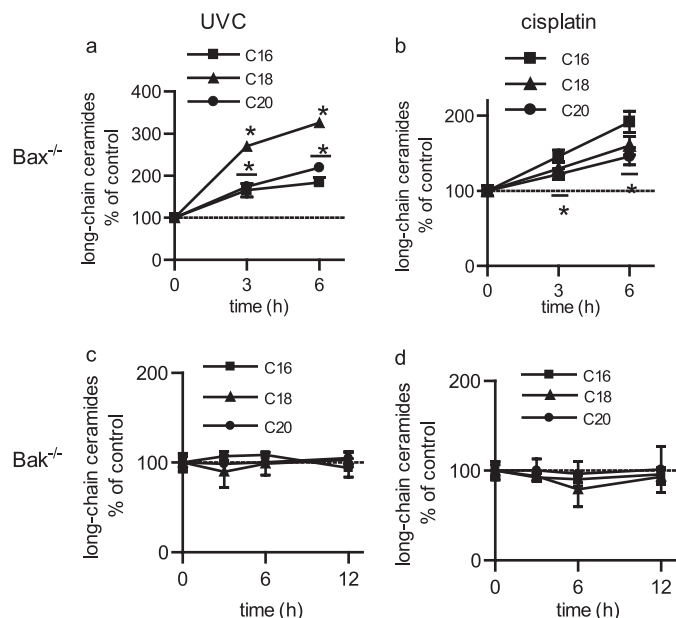 UVC
cisplatin
a
C16
C18
C20
400
300
200
100
0
0
3
6
time (h)
long-chain ceramides
% of control
*
*
*
*
Bax-/-
b
C16
C18
C20
200
100
0
0
3
6
time (h)
long-chain ceramides
% of control
*
*
c
C16
C18
C20
200
100
0
0
6
12
time (h)
long-chain ceramides
% of control
Bak-/-
d
C16
C18
C20
200
100
0
0
6
12
time (h)
long-chain ceramides
% of control